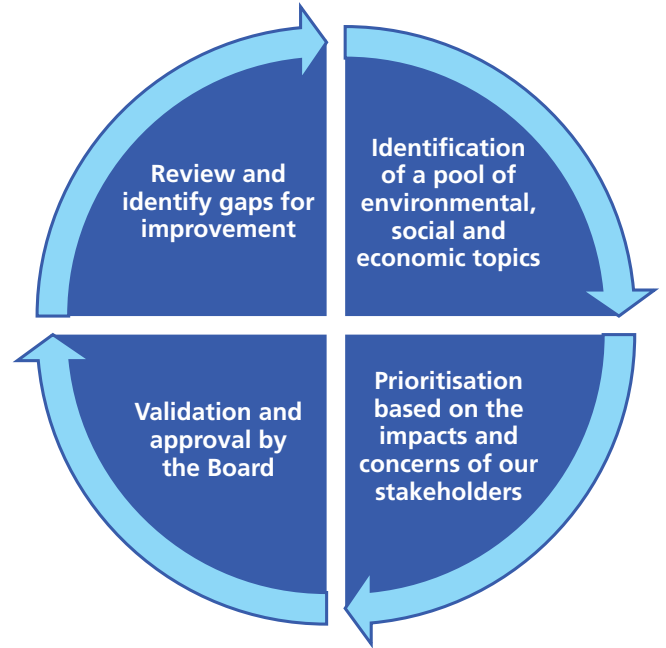 Identification
of a pool of
environmental,
social and
economic topics
Prioritisation
based on the
impacts and
concerns of our
stakeholders
Validation and
approval by
the Board
Review and
identify gaps for
improvement